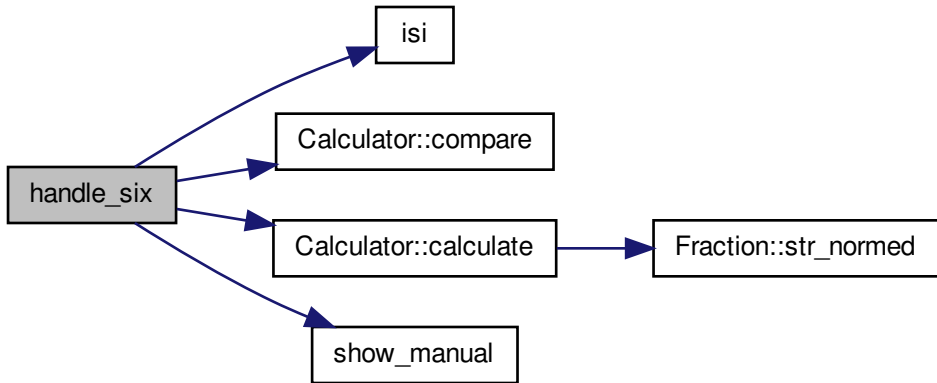 isi
Calculator::compare
handle_six
Calculator::calculate
Fraction::str_normed
show_manual